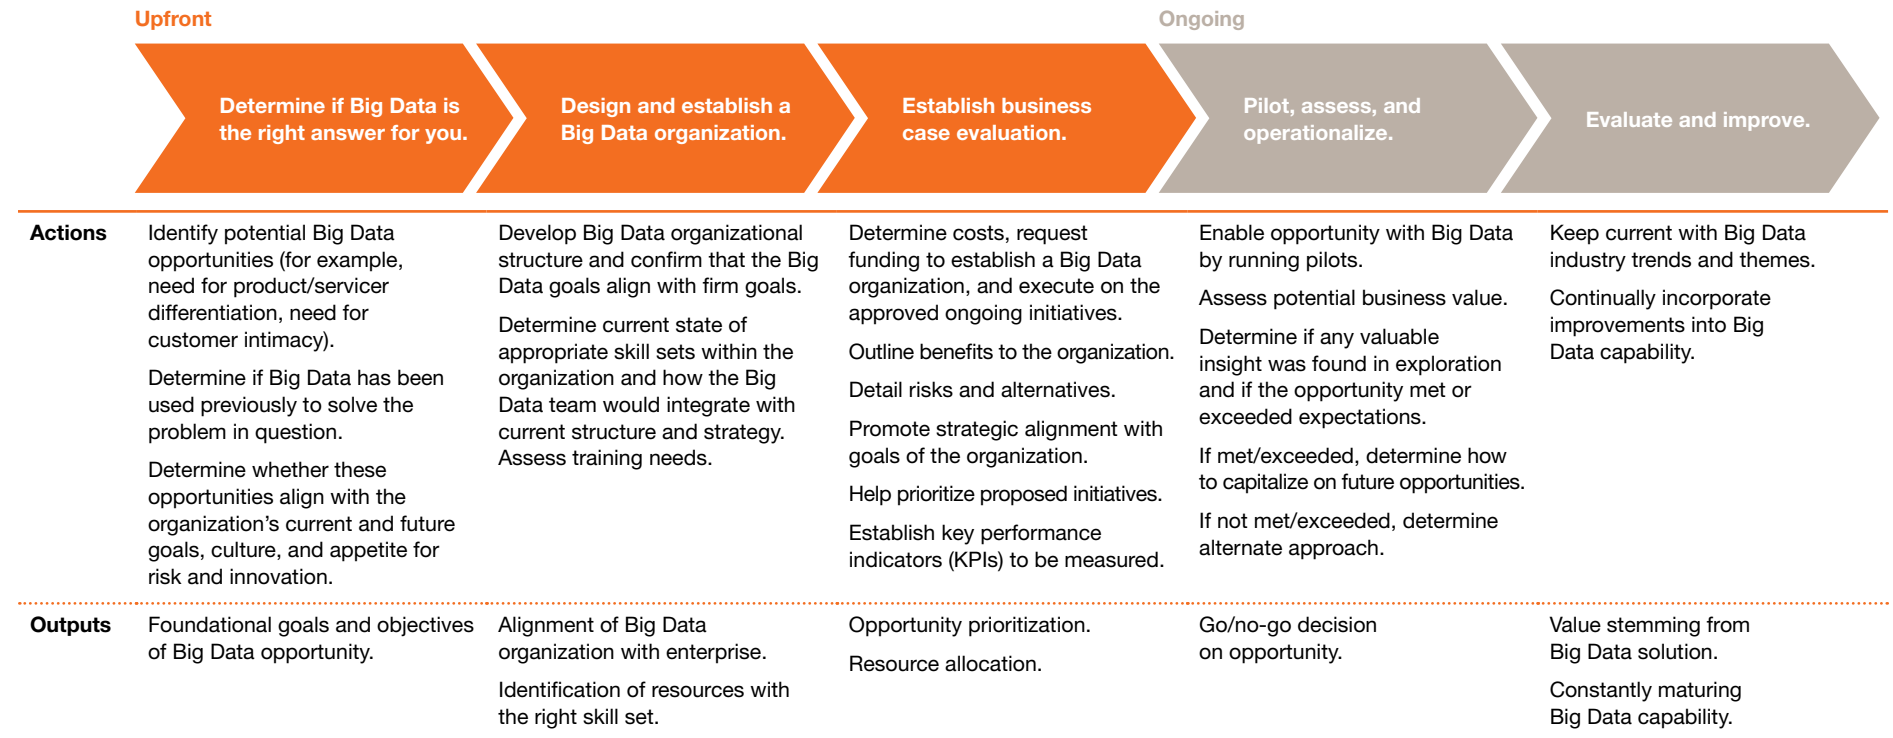 Upfront
Ongoing
Determine if Big Data is
the right answer for you.
Design and establish a
Big Data organization.
Establish business
case evaluation.
Pilot, assess, and
operationalize.
Evaluate and improve.
Actions
Identify potential Big Data
opportunities (for example,
need for product/servicer
differentiation, need for
customer intimacy).
Determine if Big Data has been
used previously to solve the
problem in question.
Determine whether these
opportunities align with the
organization’s current and future
goals, culture, and appetite for
risk and innovation.
Develop Big Data organizational
structure and confirm that the Big
Data goals align with firm goals.
Determine current state of
appropriate skill sets within the
organization and how the Big
Data team would integrate with
current structure and strategy.
Assess training needs.
Determine costs, request
funding to establish a Big Data
organization, and execute on the
approved ongoing initiatives.
Outline benefits to the organization.
Detail risks and alternatives.
Promote strategic alignment with
goals of the organization.
Help prioritize proposed initiatives.
Establish key performance
indicators (KPIs) to be measured.
Enable opportunity with Big Data
by running pilots.
Assess potential business value.
Determine if any valuable
insight was found in exploration
and if the opportunity met or
exceeded expectations.
If met/exceeded, determine how
to capitalize on future opportunities.
If not met/exceeded, determine
alternate approach.
Keep current with Big Data
industry trends and themes.
Continually incorporate
improvements into Big
Data capability.
Outputs
Foundational goals and objectives
of Big Data opportunity.
Alignment of Big Data
organization with enterprise.
Identification of resources with
the right skill set.
Opportunity prioritization.
Resource allocation.
Go/no-go decision
on opportunity.
Value stemming from
Big Data solution.
Constantly maturing
Big Data capability.